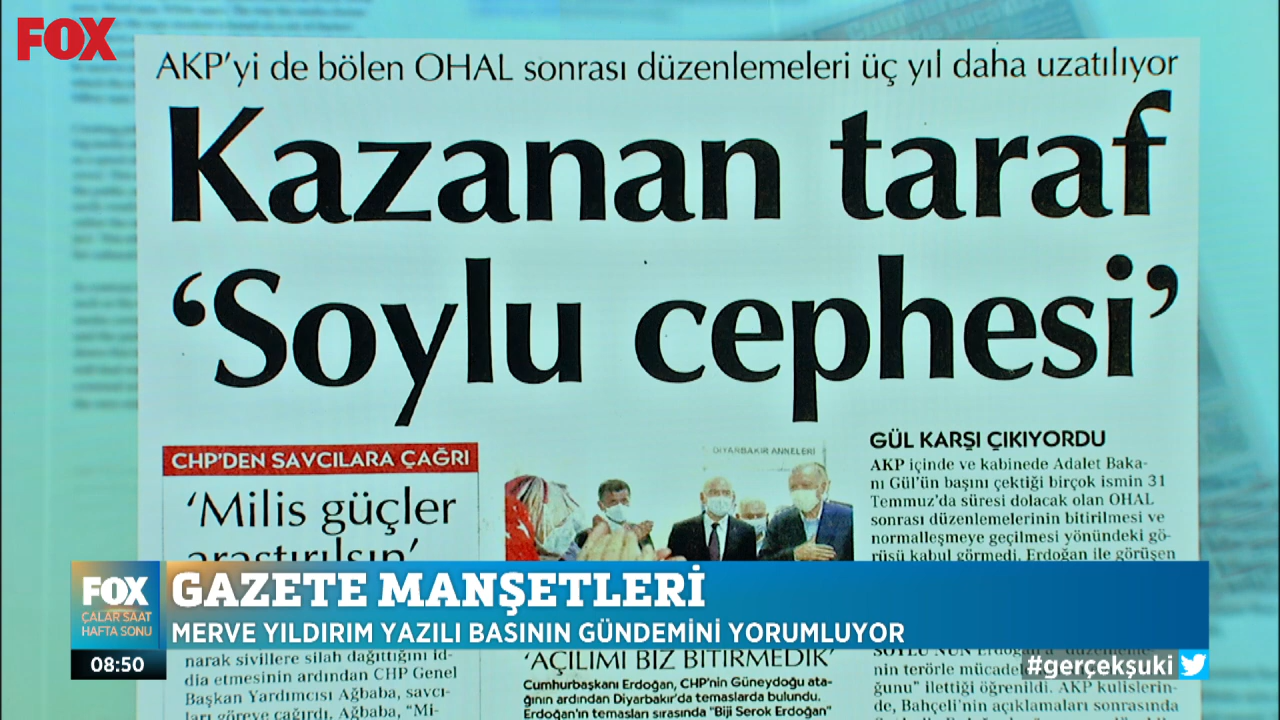 FOX
AKP'yi de bölen OHAL sonrası düzenlemeleri üç yıl daha uzatılıyor
Kazanan taraf
‘Soylu cephesi’
CHP'DEN SAVCILARA ÇAĞRI
‘Milis güçler
araştırılsın’
narak sivillere silah dağıttığını id-
dia etmesinin ardından CHP Genel
Başkan Yardımcısı Ağbaba, savcı-
ları göreve çağırdı. Ağbaba, “Mi-
DİYARBAKIR ANNELERİ
‘AÇILIMI BİZ BİTİRMEDİK’
Cumhurbaşkanı Erdoğan, CHP'nin Güneydoğu ata-
ğının ardından Diyarbakır'da temaslarda bulundu.
Erdoğan'ın temasları sırasında "Biji Serok Erdoğan"
GÜL KARŞI ÇIKIYORDU
AKP içinde ve kabinede Adalet Baka-
nı Gül'ün başını çektiği birçok ismin 31
Temmuz'da süresi dolacak olan OHAL
sonrası düzenlemelerinin bitirilmesi ve
normalleşmeye geçilmesi yönündeki gö-
rüşü kabul görmedi. Erdoğan ile görüşen
SOYLU'NUN Erdoğan'a "düzenleme-
nin terörle mücadel
ğunu" ilettiği öğrenildi. AKP kulislerin-
de, Bahçeli'nin açıklamaları sonrasında
FOX
ÇALAR SAAT
HAFTA SONU
08:50
GAZETE MANŞETLERİ
MERVE YILDIRIM YAZILI BASININ GÜNDEMİNİ YORUMLUYOR
#gerçekşuki